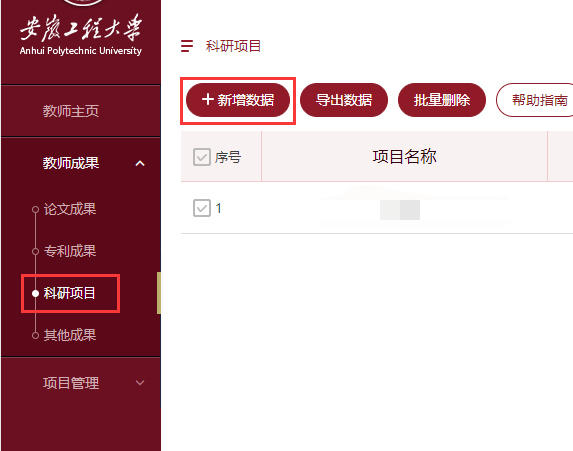 安徽工程大学
Anhui Polytechnic University
教师主页
教师成果
论文成果
专利成果
科研项目
其他成果
项目管理
科研项目
+ 新增数据 导出数据 批量删除 帮助指南
序号 项目名称
1